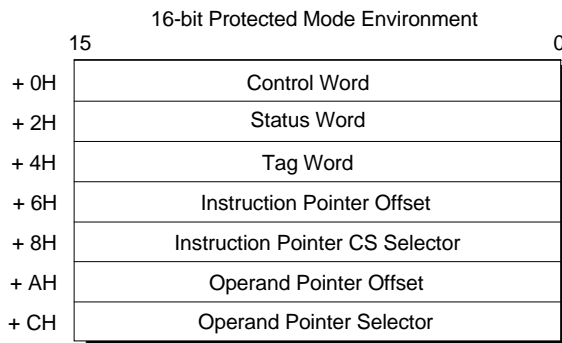 16-bit Protected Mode Environment
15 0
+ 0H Control Word
+ 2H Status Word
+ 4H Tag Word
+ 6H Instruction Pointer Offset
+ 8H Instruction Pointer CS Selector
+ AH Operand Pointer Offset
+ CH Operand Pointer Selector